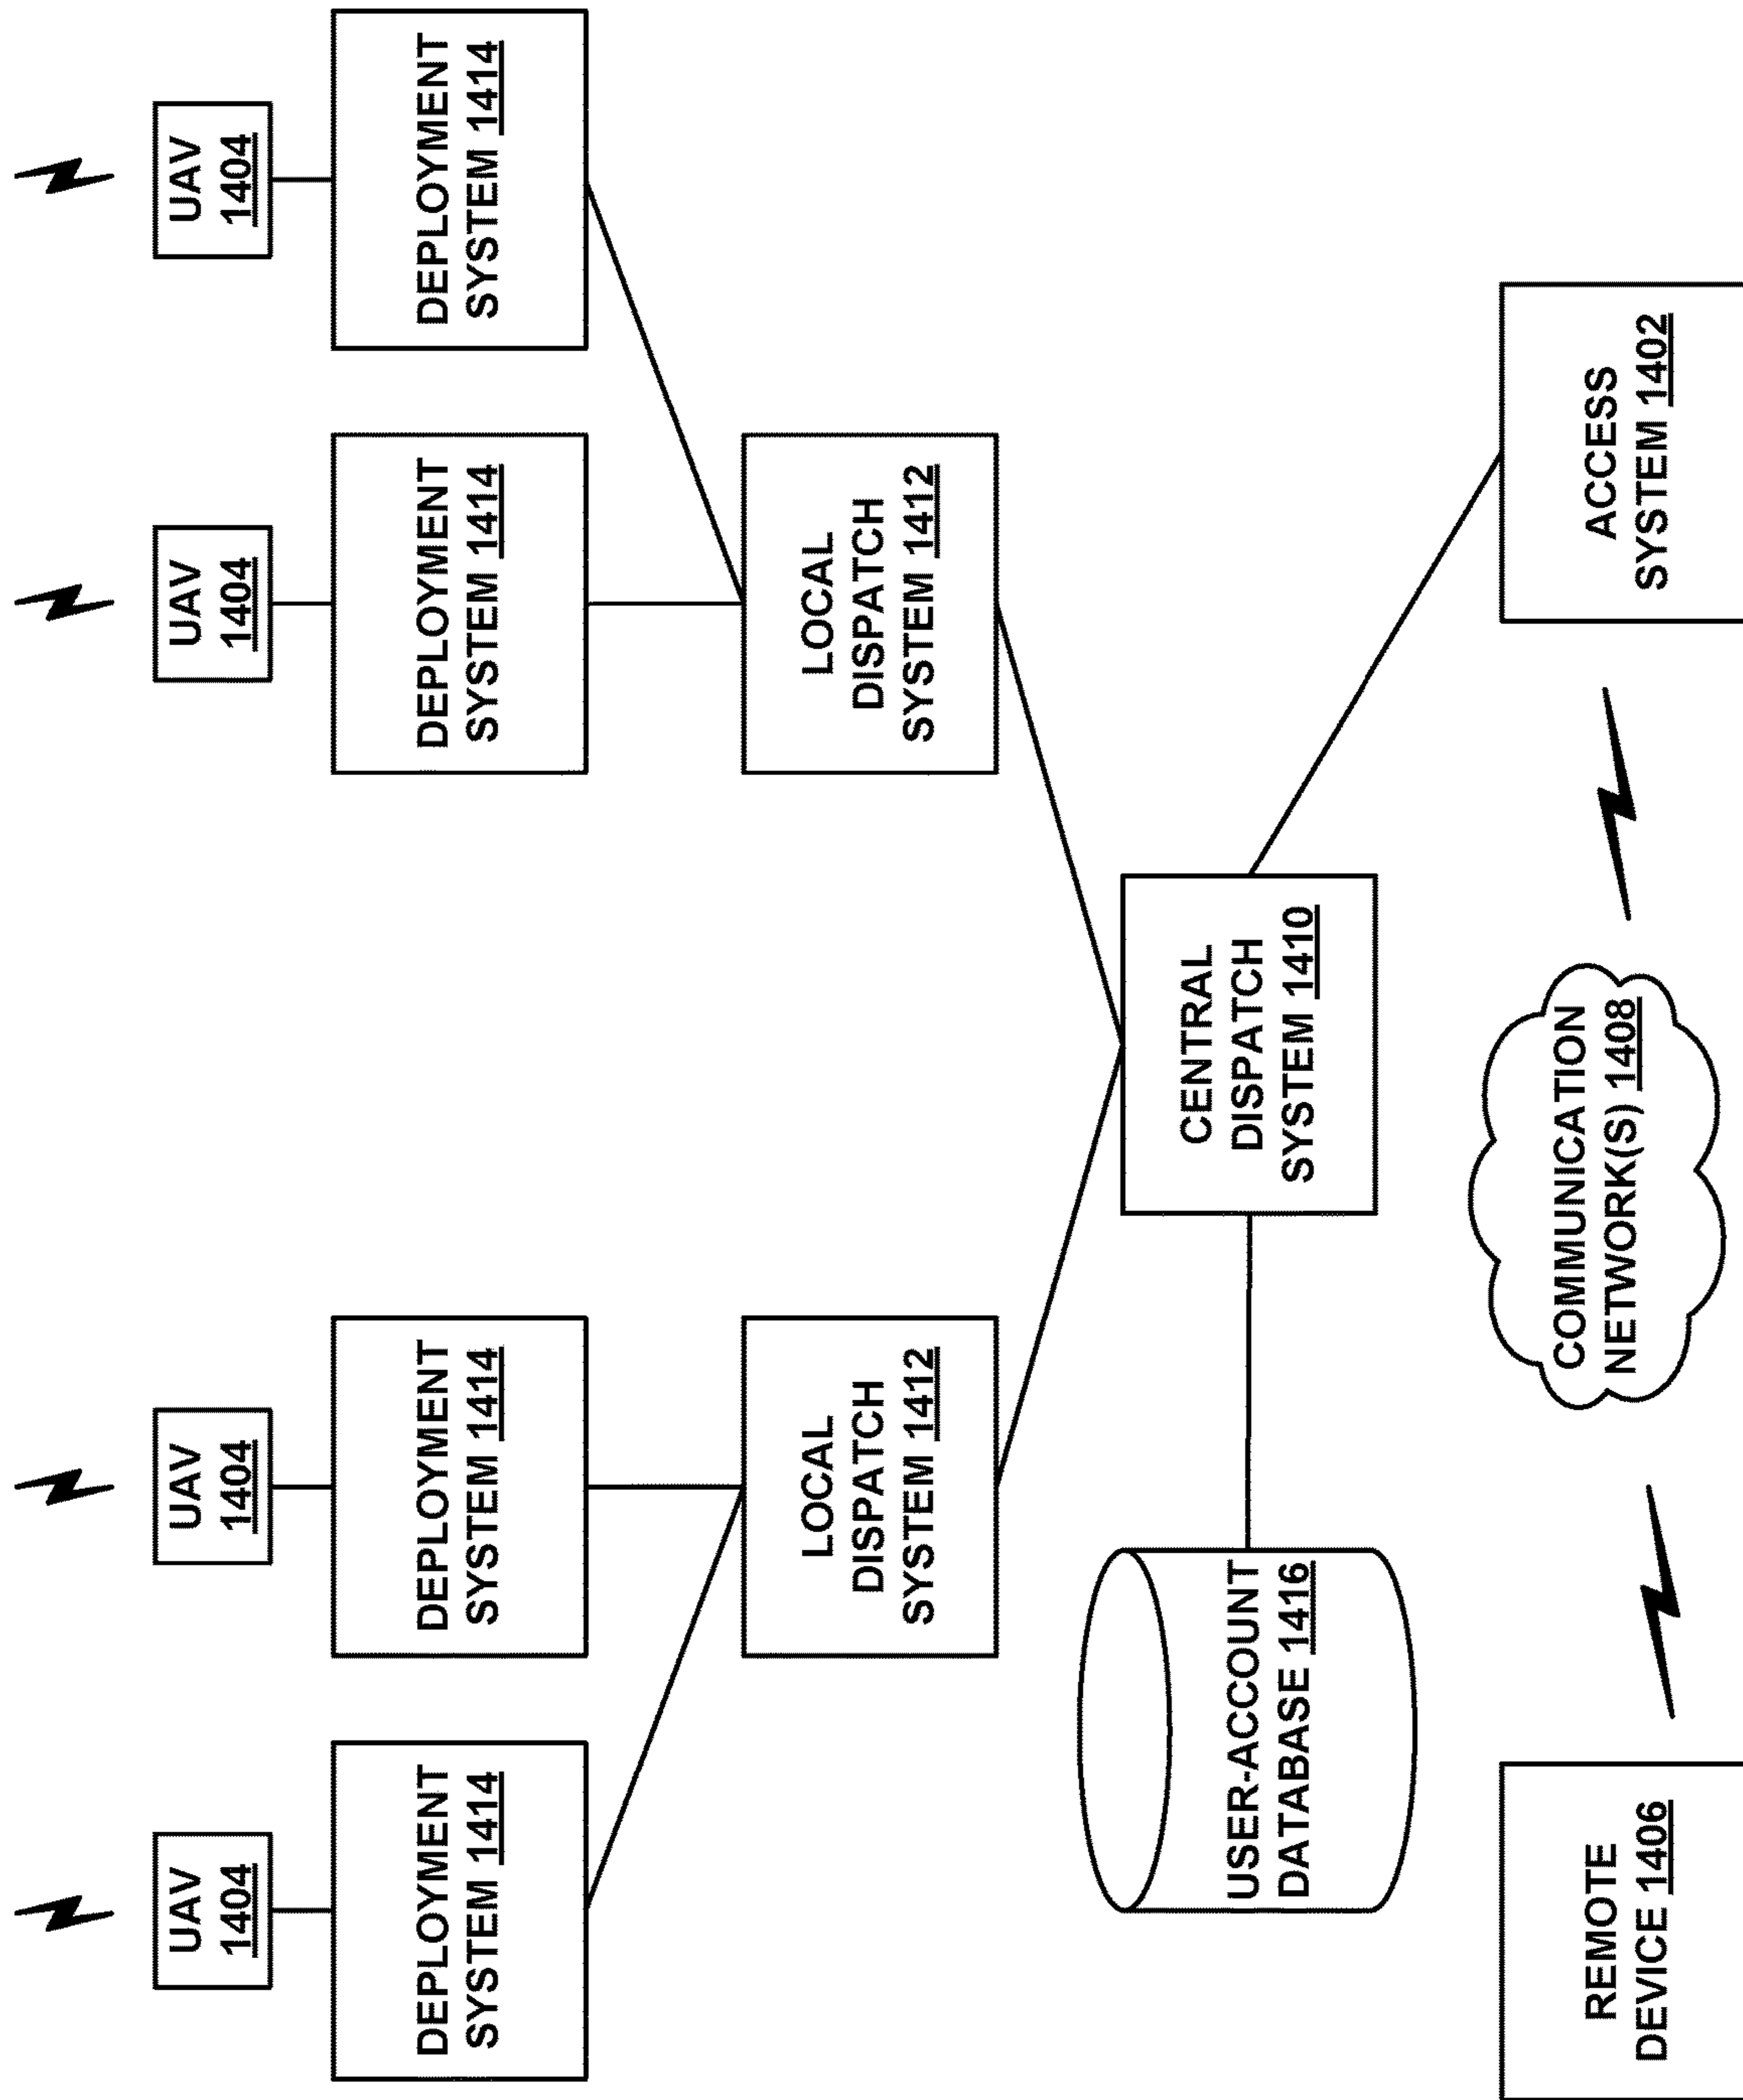 UAV
1404
UAV
1404
UAV
1404
UAV
1404
DEPLOYMENT
SYSTEM 1414
DEPLOYMENT
SYSTEM 1414
DEPLOYMENT
SYSTEM 1414
DEPLOYMENT
SYSTEM 1414
LOCAL
DISPATCH
SYSTEM 1412
LOCAL
DISPATCH
SYSTEM 1412
USER-ACCOUNT
DATABASE 1416
CENTRAL
DISPATCH
SYSTEM 1410
REMOTE
DEVICE 1406
COMMUNICATION
NETWORK(S) 1408
ACCESS
SYSTEM 1402